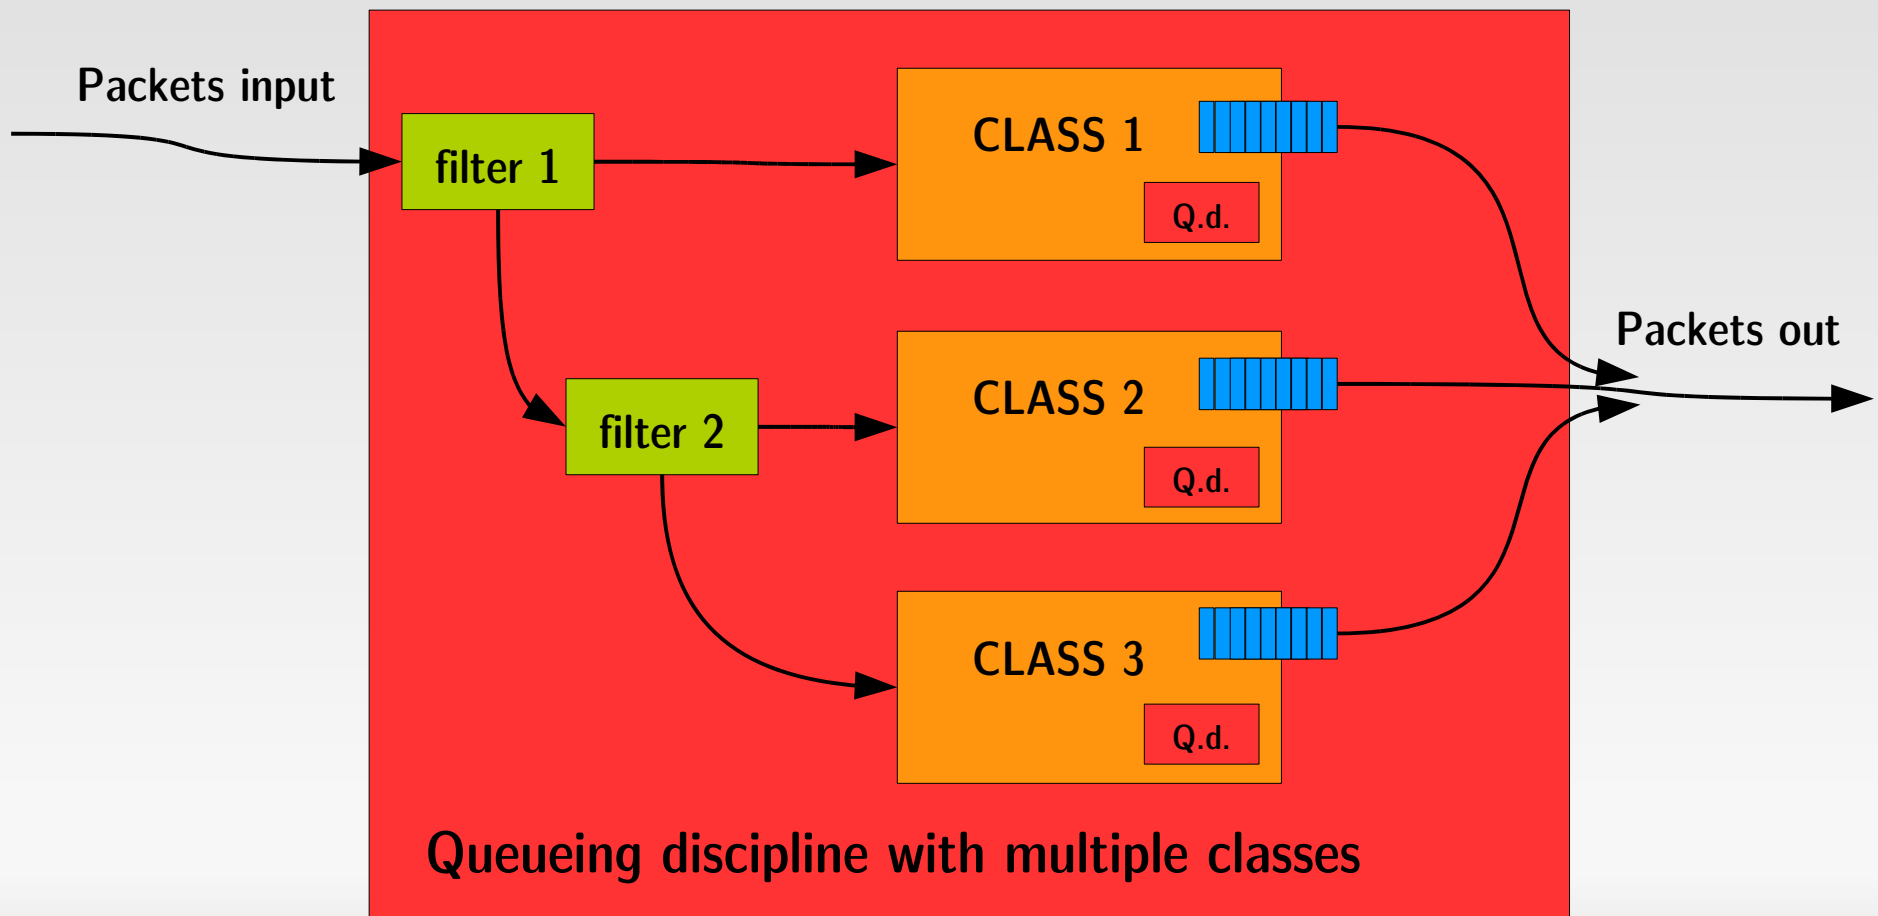 Packets input
filter 1
CLASS 1
Q.d.
Packets out
filter 2
CLASS 2
Q.d.
CLASS 3
Q.d.
Queueing discipline with multiple classes